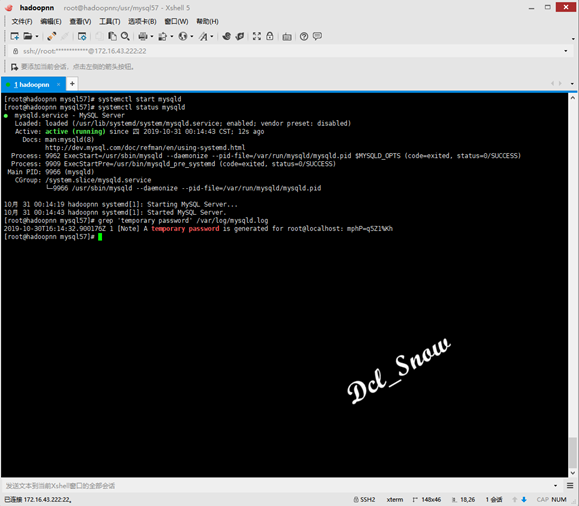 hadoopnn root@hadoopnn:/usr/mysql57 - Xshell 5
文件(F) 编辑(E) 查看(V) 工具(T) 选项卡(B) 窗口(W) 帮助(H)
ssh://root:************@172.16.43.222:22
要添加当前会话，点击左侧的箭头按钮。
1 hadoopnn
[root@hadoopnn mysql57]# systemctl start mysqld
[root@hadoopnn mysql57]# systemctl status mysqld
● mysqld.service - MySQL Server
Loaded: loaded (/usr/lib/systemd/system/mysqld.service; enabled; vendor preset: disabled)
Active: active (running) since 四 2019-10-31 00:14:43 CST; 12s ago
Docs: man:mysqld(8)
http://dev.mysql.com/doc/refman/en/using-systemd.html
Process: 9962 ExecStart=/usr/sbin/mysqld --daemonize --pid-file=/var/run/mysqld/mysqld.pid $MYSQLD_OPTS (code=exited, status=0/SUCCESS)
Process: 9909 ExecStartPre=/usr/bin/mysqld_pre_systemd (code=exited, status=0/SUCCESS)
Main PID: 9966 (mysqld)
CGroup: /system.slice/mysqld.service
└─9966 /usr/sbin/mysqld --daemonize --pid-file=/var/run/mysqld/mysqld.pid
10月 31 00:14:19 hadoopnn systemd[1]: Starting MySQL Server...
10月 31 00:14:43 hadoopnn systemd[1]: Started MySQL Server.
[root@hadoopnn mysql57]# grep 'temporary password' /var/log/mysqld.log
2019-10-30T16:14:32.900176Z 1 [Note] A temporary password is generated for root@localhost: mphP=q5Z1%Kh
[root@hadoopnn mysql57]#
Dcl_Snow
发送文本到当前Xshell窗口的全部会话
已连接 172.16.43.222:22。 SSH2 xterm 148x46 18,26 1 会话 CAP NUM